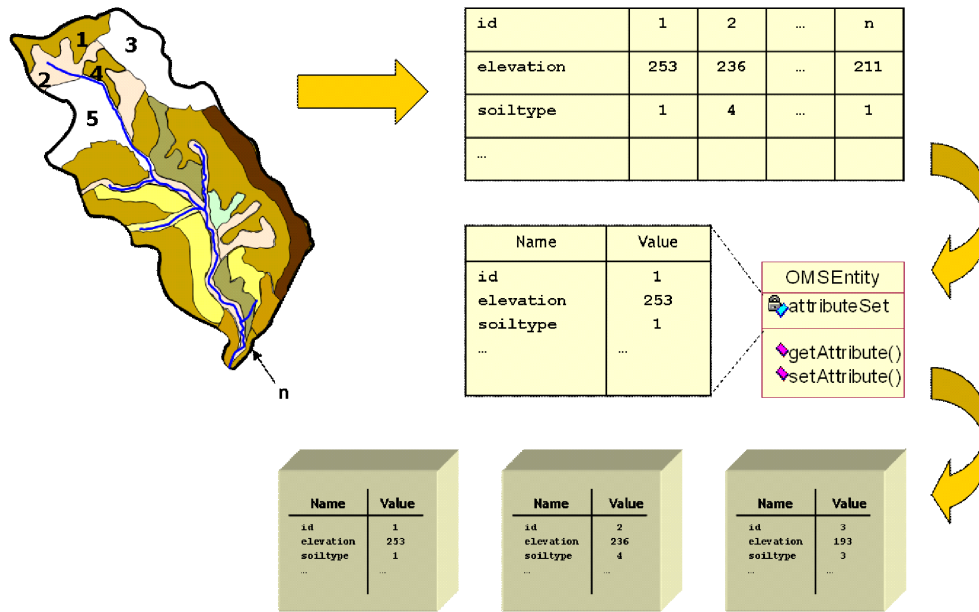 1
3
2
4
5
n
id 1 2 ... n
elevation 253 236 ... 211
soiltype 1 4 ... 1
...
Name Value
id 1
elevation 253
soiltype 1
... ...
OMSEntity
attributeSet
getAttribute()
setAttribute()
Name Value
id 1
elevation 253
soiltype 1
... ...
Name Value
id 2
elevation 236
soiltype 4
... ...
Name Value
id 3
elevation 193
soiltype 3
... ...